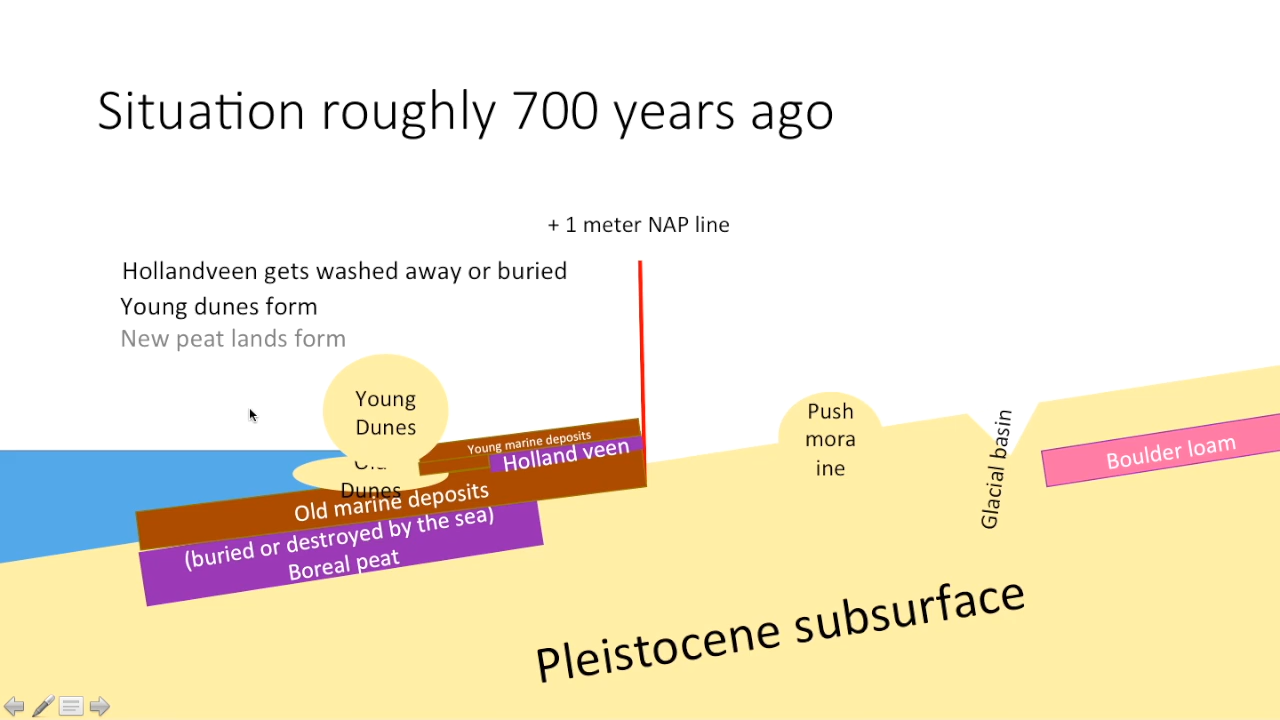 Situation roughly 700 years ago
+ 1 meter NAP line
Hollandveen gets washed away or buried
Young dunes form
New peat lands form
Young
Dunes
Old
Dunes
Young marine deposits
Holland veen
Old marine deposits
(buried or destroyed by the sea)
Boreal peat
Push
mora
ine
Glacial basin
Boulder loam
Pleistocene subsurface